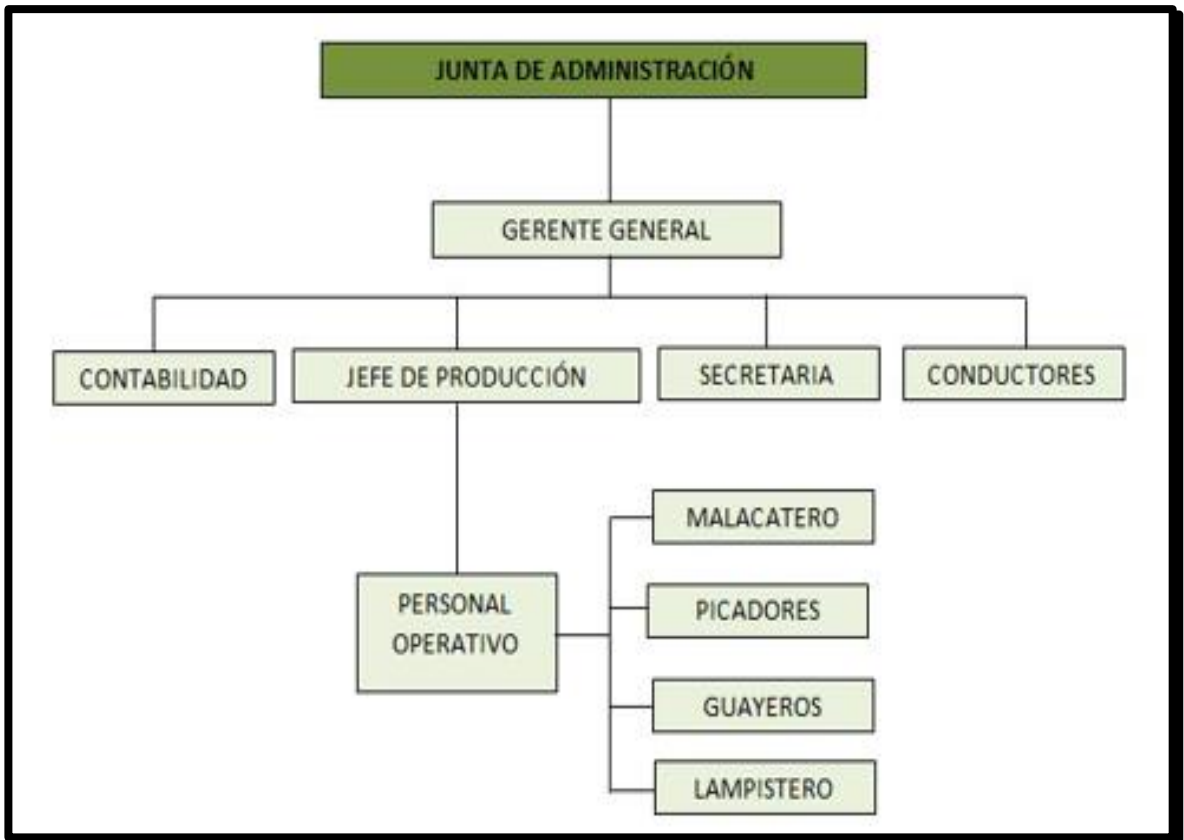 JUNTA DE ADMINISTRACIÓN
GERENTE GENERAL
CONTABILIDAD
JEFE DE PRODUCCIÓN
SECRETARIA
CONDUCTORES
MALACATERO
PERSONAL
OPERATIVO
PICADORES
GUAYEROS
LAMPISTERO